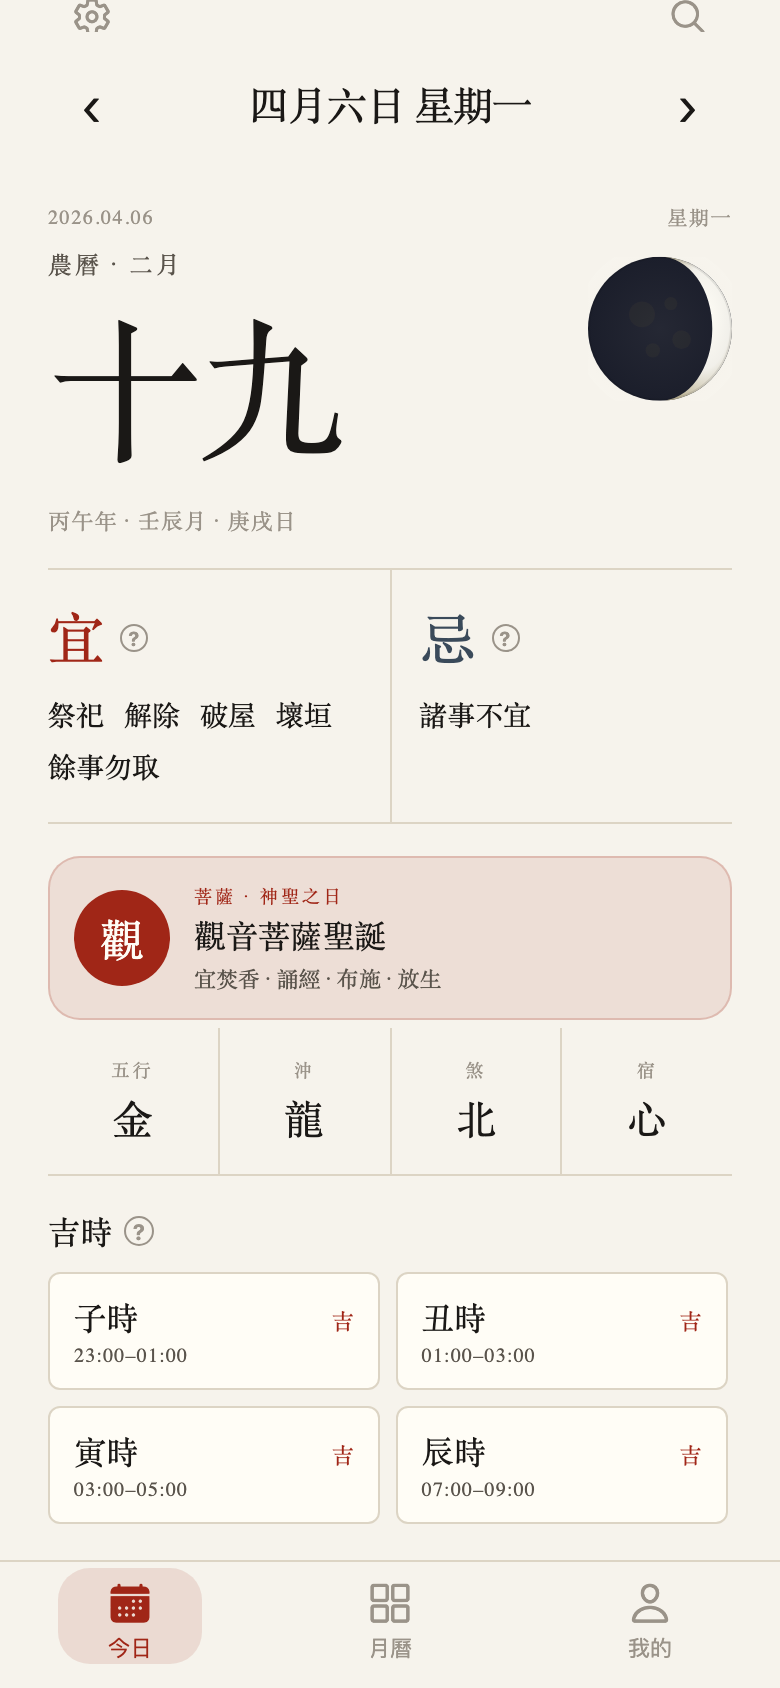 四月六日 星期一
2026.04.06
星期一
農曆 · 二月
十九
丙午年 · 壬辰月 · 庚戌日
宜 ?
祭祀 解除 破屋 壞垣
餘事勿取
忌 ?
諸事不宜
觀
菩薩 · 神聖之日
觀音菩薩聖誕
宜焚香 · 誦經 · 布施 · 放生
五行
金
沖
龍
煞
北
宿
心
吉時 ?
子時
吉
23:00–01:00
丑時
吉
01:00–03:00
寅時
吉
03:00–05:00
辰時
吉
07:00–09:00
今日
月曆
我的